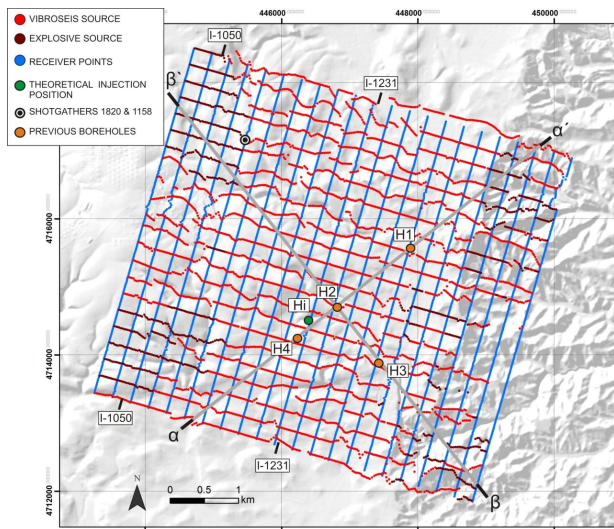 446000
448000
450000
VIBROSEIS SOURCE
EXPLOSIVE SOURCE
RECEIVER POINTS
THEORETICAL INJECTION
POSITION
SHOTGATHERS 1820 & 1158
PREVIOUS BOREHOLES
I-1050
I-1231
β`
α´
4716000
H1
H2
Hi
H4
H3
4714000
I-1050
α
I-1231
β
4712000
N
0 0.5 1
km